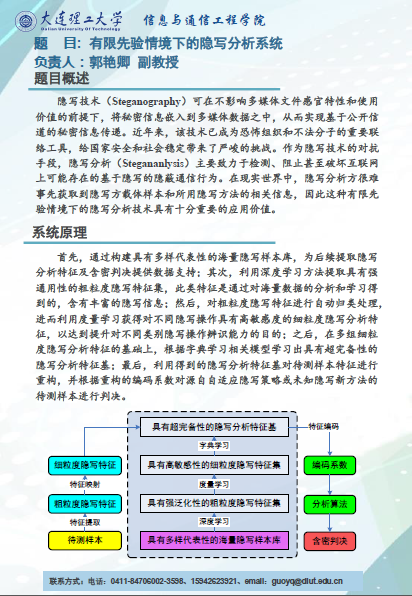 大连理工大学 信息与通信工程学院
Dalian University Of Technology
题 目: 有限先验情境下的隐写分析系统
负责人：郭艳卿 副教授
题目概述
隐写技术（Steganography）可在不影响多媒体文件感官特性和使用
价值的前提下，将秘密信息嵌入到多媒体数据之中，从而实现基于公开信
道的秘密信息传递。近年来，该技术已成为恐怖组织和不法分子的重要联
络工具，给国家安全和社会稳定带来了严峻的挑战。作为隐写技术的对抗
手段，隐写分析（Stegananlysis）主要致力于检测、阻止甚至破坏互联网
上可能存在的基于隐写的隐蔽通信行为。在现实世界中，隐写分析方很难
事先获取到隐写方载体样本和所用隐写方法的相关信息，因此这种有限先
验情境下的隐写分析技术具有十分重要的应用价值。
系统原理
首先，通过构建具有多样代表性的海量隐写样本库，为后续提取隐写
分析特征及含密判决提供数据支持；其次，利用深度学习方法提取具有强
通用性的粗粒度隐写特征集，此类特征是通过对海量数据的分析和学习得
到的，含有丰富的隐写信息；然后，对粗粒度隐写特征进行自动归类处理，
进而利用度量学习获得对不同隐写操作具有高敏感度的细粒度隐写分析特
征，以达到提升对不同类别隐写操作辨识能力的目的；之后，在多组细粒
度隐写分析特征的基础上，根据字典学习相关模型学习出具有超完备性的
隐写分析特征基；最后，利用得到的隐写分析特征基对待测样本特征进行
重构，并根据重构的编码系数对源自自适应隐写策略或未知隐写新方法的
待测样本进行判决。
具有超完备性的隐写分析特征基
特征编码
字典学习
细粒度隐写特征
具有高敏感性的细粒度隐写特征集
编码系数
特征映射
度量学习
粗粒度隐写特征
具有强泛化性的粗粒度隐写特征集
分析算法
特征提取
深度学习
待测样本
具有多样代表性的海量隐写样本库
含密判决
联系方式：电话：0411-84706002-3598、15942623921、email：guoyq@dlut.edu.cn